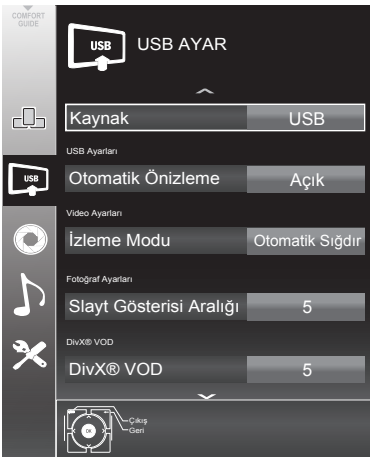 COMFORT
GUIDE
USB
USB AYAR
Kaynak USB
USB Ayarları
USB
Otomatik Önizleme Açık
Video Ayarları
İzleme Modu Otomatik Sığdır
Fotoğraf Ayarları
Slayt Gösterisi Aralığı 5
DivX® VOD
DivX® VOD 5
Çıkış
Geri
OK